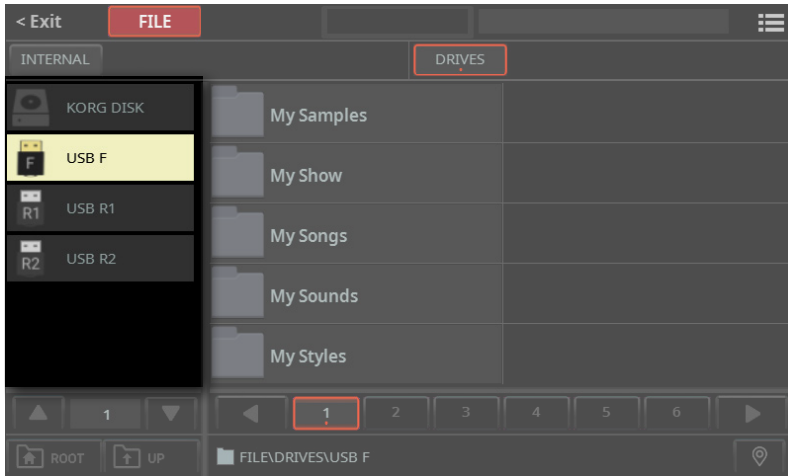 < Exit FILE
INTERNAL DRIVES
KORG DISK
F USB F
R1 USB R1
R2 USB R2
My Samples
My Show
My Songs
My Sounds
My Styles
1 1 2 3 4 5 6
ROOT UP FILE\DRIVES\USB F